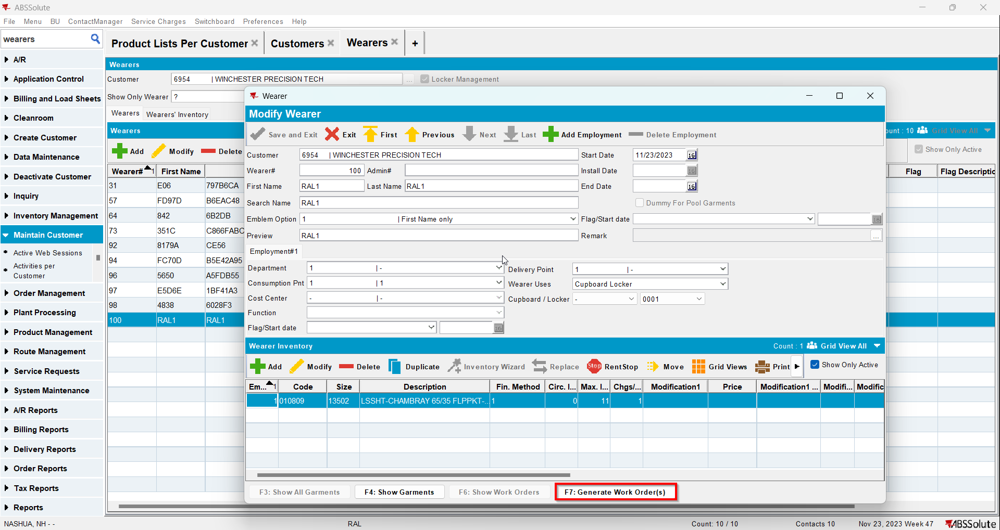 ABSSolute
File Menu BU ContactManager Service Charges Switchboard Preferences Help
wearers
Product Lists Per Customer
Customers
Wearers
+
A/R
Application Control
Billing and Load Sheets
Cleanroom
Create Customer
Data Maintenance
Deactivate Customer
Inquiry
Inventory Management
Maintain Customer
Active Web Sessions
Activities per
Customer
Order Management
Plant Processing
Product Management
Route Management
Service Requests
System Maintenance
A/R Reports
Billing Reports
Delivery Reports
Order Reports
Tax Reports
Reports
Wearers
Customer 6954 | WINCHESTER PRECISION TECH ... Locker Management
Show Only Wearer ?
Wearers Wearers' Inventory
Wearers
ount : 10 Grid View All
Add Modify Delete
Show Only Active
Wearer# 1 First Name
Flag Flag Descriptic
31 E06 797B6CA
57 FD97D B6EAC48
64 842 6B2DB
73 351C C866FABC
92 8179A CE56
94 FC70D B5E42A95
96 5650 A5FDB55
97 E5D6E 1BF41A3
98 4838 6028F3
100 RAL1 RAL1
Wearer
Modify Wearer
Save and Exit Exit First Previous Next Last Add Employment Delete Employment
Customer 6954 | WINCHESTER PRECISION TECH Start Date 11/23/2023 16
Wearer# 100 Admin# Install Date 16
First Name RAL1 Last Name RAL1 End Date 16
Search Name RAL1 Dummy For Pool Garments
Emblem Option 1 | First Name only Flag/Start date 16
Preview RAL1 Remark ...
Employment#1
Department 1 | - Delivery Point 1 | -
Consumption Pnt 1 | 1 Wearer Uses Cupboard Locker
Cost Center - | - Cupboard / Locker - 0001
Function
Flag/Start date 16
Wearer Inventory Count : 1 Grid View All
Add Modify Delete Duplicate Inventory Wizard Replace Stop RentStop Move Grid Views Print Show Only Active
Em... 1 Code Size Description Fin. Method Circ. I... Max. I... Chgs/... Modification1 Price Modification1 ... Modifi... Modific
1 010809 13502 LSSHT-CHAMBRAY 65/35 FLPPKT-... 1 0 11 1
F3: Show All Garments F4: Show Garments F6: Show Work Orders F7: Generate Work Order(s)
NASHUA, NH - - RAL Count: 10 / 10 Contacts 10 Nov 23, 2023 Week 47 ABSSolute